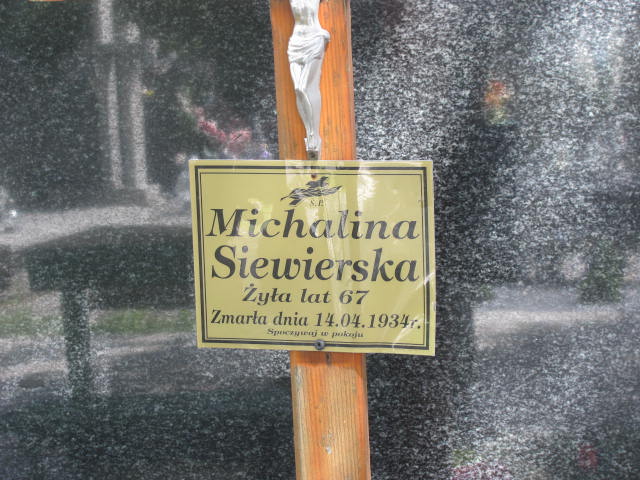 Ś.P.
Michalina
Siewierska
Żyła lat 67
Zmarła dnia 14.04.1934r.
Spoczywaj w pokoju